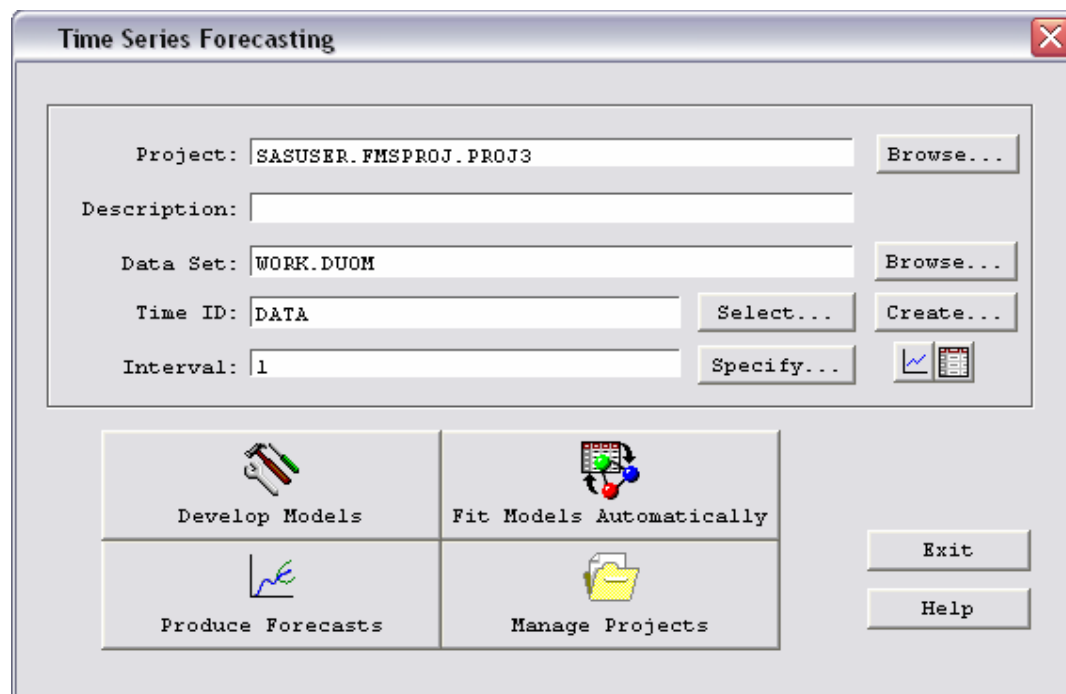 Time Series Forecasting
Project: SASUSER.FMSPROJ.PROJ3 Browse...
Description:
Data Set: WORK.DUOM Browse...
Time ID: DATA Select... Create...
Interval: 1 Specify...
Develop Models Fit Models Automatically
Exit
Produce Forecasts Manage Projects
Help